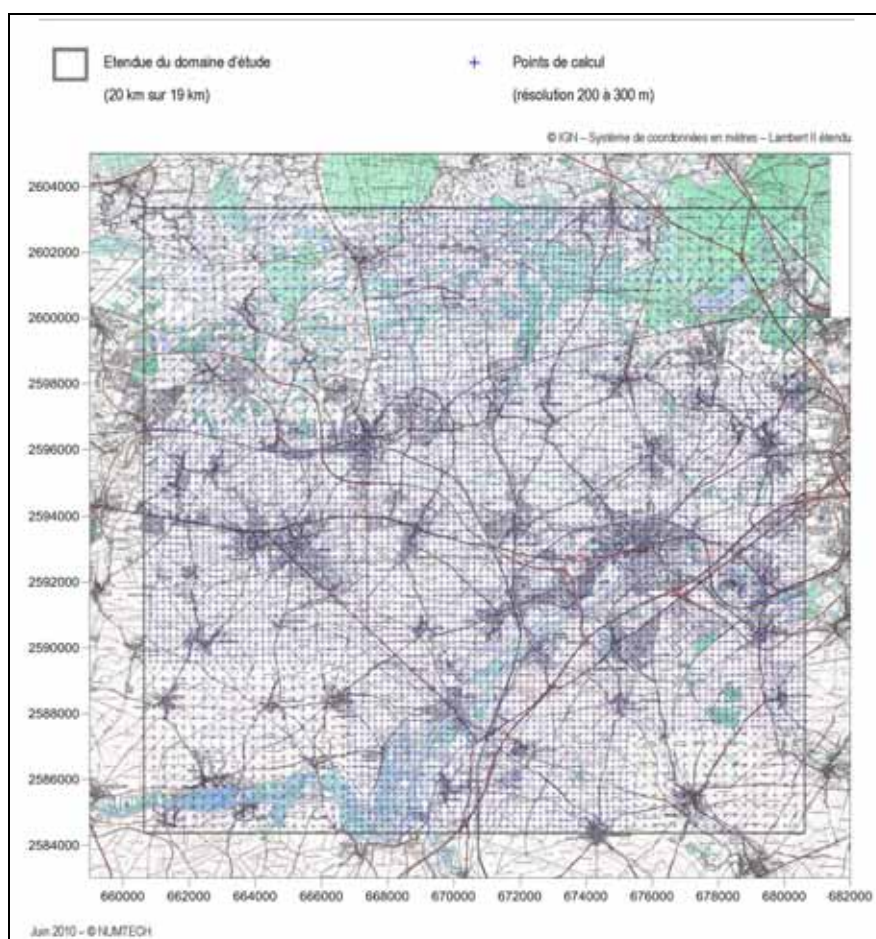 Etendue du domaine d'étude
(20 km sur 19 km)
Points de calcul
(résolution 200 à 300 m)
© IGN – Système de coordonnées en mètres – Lambert II étendu
2604000
2602000
2600000
2598000
2596000
2594000
2592000
2590000
2588000
2586000
2584000
660000 662000 664000 666000 668000 670000 672000 674000 676000 678000 680000 682000
Juin 2010 – © NUMTECH